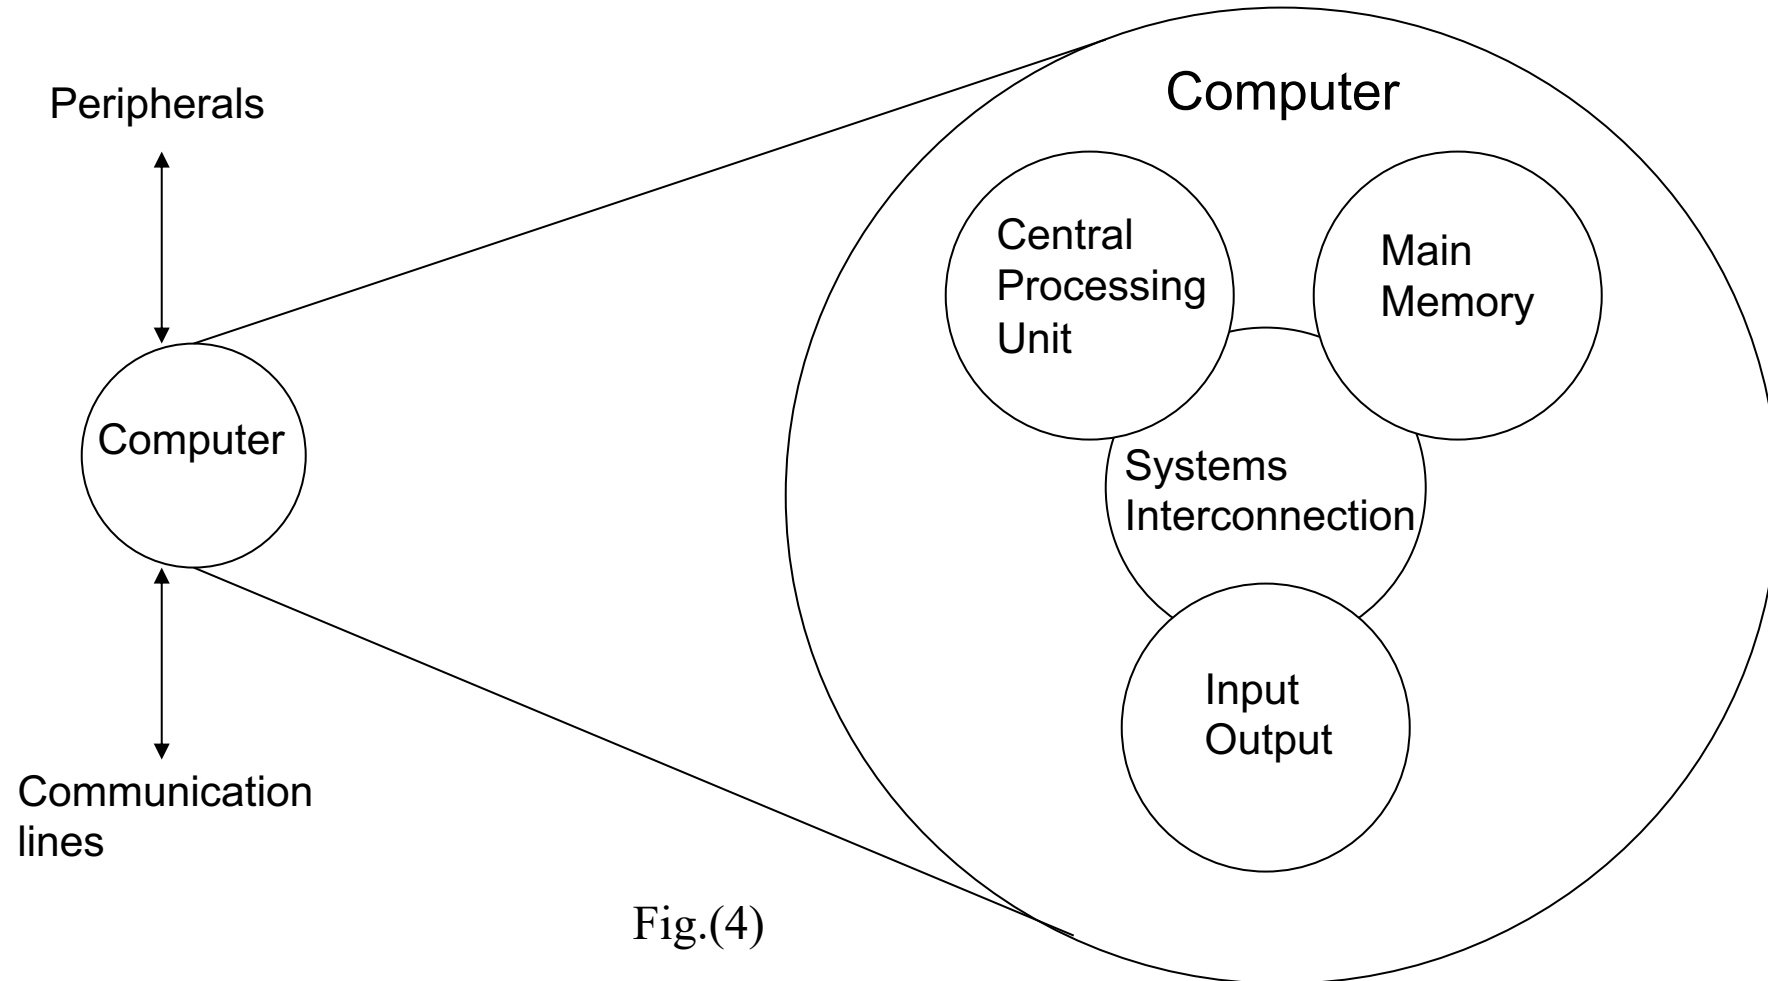 Peripherals
Computer
Communication
lines
Computer
Central
Processing
Unit
Main
Memory
Systems
Interconnection
Input
Output
Fig.(4)